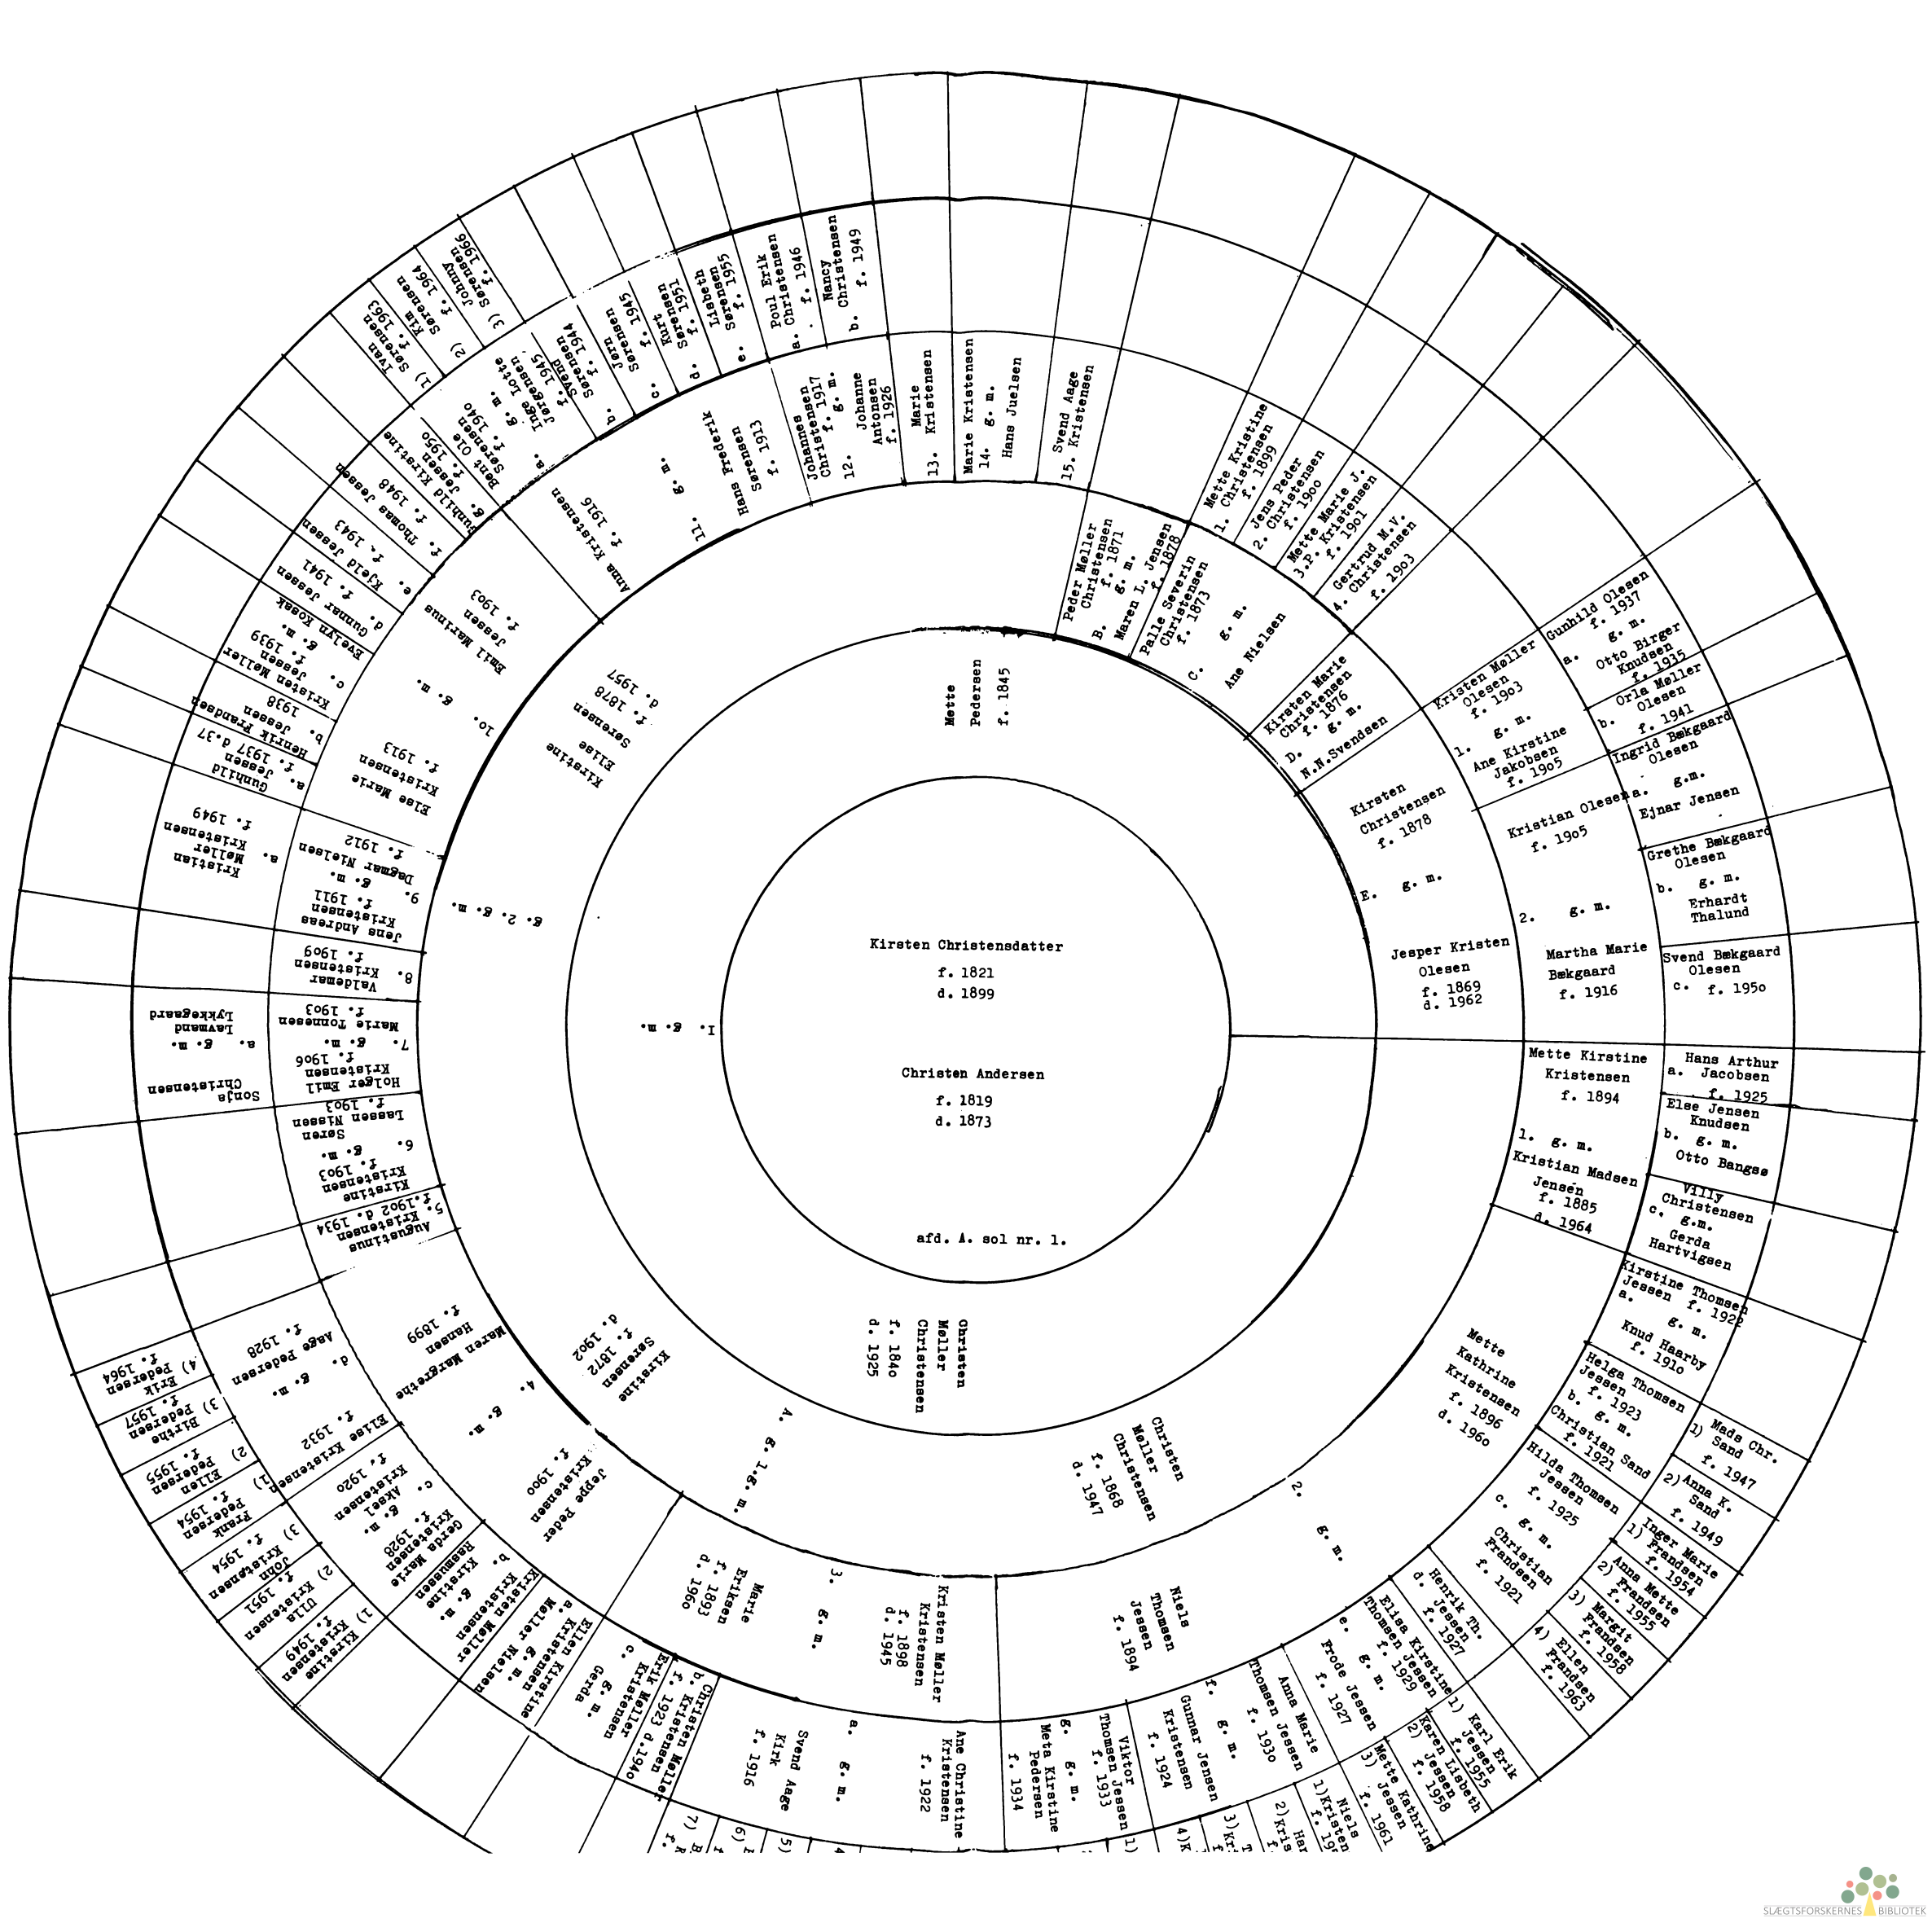 Kirsten Christensdatter
f. 1821
d. 1899
Christen Andersen
f. 1819
d. 1873
afd. A. sol nr. 1.
I. g. m.
Mette
Pedersen
f. 1845
Christen
Møller
Christensen
f. 1840
d. 1925
A. g. 1.g. m.
Christen
Møller
Christensen
f. 1868
d. 1947
Kirstine
Sørensen
f. 1872
d. 1902
g. 2. g. m.
Kirstine
Elise
Sørensen
f. 1878
d. 1957
Peder Møller
Christensen
f. 1871
B. g. m.
Maren L. Jensen
f. 1878
Palle Severin
Christensen
f. 1873
C. g. m.
Ane Nielsen
Kirsten Marie
Christensen
f. 1876
D. g. m.
N.N.Svendsen
Kirsten
Christensen
f. 1878
E. g. m.
Jesper Kristen
Olesen
f. 1869
d. 1962
Mette Kirstine
Kristensen
f. 1894
1. g. m.
Kristian Madsen
Jensen
f. 1885
d. 1964
Hans Arthur
a. Jacobsen
f. 1925
Else Jensen
Knudsen
b. g. m.
Otto Bangsø
Villy
Christensen
c. g.m.
Gerda
Hartvigsen
Mette
Kathrine
Kristensen
f. 1896
d. 1960
2. g. m.
Niels
Thomsen
Jessen
f. 1894
Kirstine Thomsen
Jessen f. 1922
a. g. m.
Knud Haarby
f. 1910
Helga Thomsen
Jessen
f. 1923
b. g. m.
Christian Sand
f. 1921
Mads Chr.
1) Sand
f. 1947
2) Anna K.
Sand
f. 1949
Hilda Thomsen
Jessen
f. 1925
c. g. m.
Christian
Frandsen
f. 1921
Inger Marie
1) Frandsen
f. 1954
Anna Mette
2) Frandsen
f. 1955
3) Margit
Frandsen
f. 1958
4) Ellen
Frandsen
f. 1963
Henrik Th.
d. Jessen
f. 1927
Elisa Kirstine
Thomsen Jessen
f. 1929
e. g. m.
Frode Jessen
f. 1927
1) Karl Erik
Jessen
f. 1955
Karen Lisbeth
2) Jessen
f. 1958
Mette Kathrine
3) Jessen
f. 1961
Anna Marie
Thomsen Jessen
f. 1930
f. g. m.
Gunnar Jensen
Kristensen
f. 1924
Niels
1)Kristen
2)Kris
3)Kri
4)K
Viktor
Thomsen Jessen
f. 1933
g. g. m.
Meta Kirstine
Pedersen
f. 1934
1)
Kristen Møller
Kristensen
f. 1898
d. 1945
3. g. m.
Marie
Eriksen
f. 1893
d. 1960
Ane Christine
Kristensen
f. 1922
a. g. m.
Svend Aage
Kirk
f. 1916
5)
6)
7)
Christen Møller
b. Kristensen
f. 1923 d.1940
Erik Møller
Kristensen
c. g. m.
Gerda
Jeppe Peder
Kristensen
f. 1900
4. g. m.
Maren Margrethe
Hansen
f. 1899
Ellen Kirstine
Kristensen
a. g. m.
Møller Nielsen
Kristen Møller
b. Kristensen
g. m.
Kirstine
Rasmussen
Gerda Marie
Kristensen
f. 1928
c. g. m.
Aksel
Kristensen
f. 1920
Kirstine
1) Kristensen
f. 1949
Ulla
2) Kristensen
f. 1951
John
3) Kristensen
f. 1954
Elise Kristensen
f. 1932
d. g. m.
Aage Pedersen
f. 1928
1) Frank
Pedersen
f. 1954
2) Ellen
Pedersen
f. 1955
3) Birthe
Pedersen
f. 1957
4) Erik
Pedersen
f. 1964
Augustinus
5. Kristensen
f.1902 d. 1934
Kirstine
Kristensen
f. 1903
6. g. m.
Søren
Lassen Nissen
f. 1903
Holger Emil
Kristensen
f. 1906
7. g. m.
Marie Tonnesen
f. 1903
Sonja
Christensen
a. g. m.
Lavmand
Lykkegaard
Valdemar
8. Kristensen
f. 1909
Jens Andreas
Kristensen
f. 1911
9. g. m.
Dagmar Nielsen
f. 1912
Kristian
a. Møller
Kristensen
f. 1949
Else Marie
Kristensen
f. 1913
10. g. m.
Emil Marinus
Jessen
f. 1903
Gunhild
a. Jessen
f. 1937 d.37
Henrik Frandsen
b. Jessen
1938
Kristen Møller
Jessen
f. 1939
c. g. m.
Evelyn Kosak
d. Gunnar Jessen
f. 1941
e. Kjeld Jessen
f. 1943
f. Thomas Jessen
f. 1948
g. Gunhild Kirstine
Jessen
f. 1950
Anna Kristensen
f. 1916
11. g. m.
Hans Frederik
Sørensen
f. 1913
Bent Ole
Sørensen
f. 1940
a. g. m.
Inge Lotte
Jørgensen
f. 1945
1) Ivan
Sørensen
f. 1963
2) Kim
Sørensen
f. 1964
3) Johnny
Sørensen
f. 1966
b. Svend
Sørensen
f. 1944
c. Jørn
Sørensen
f. 1945
d. Kurt
Sørensen
f. 1951
e. Lisbeth
Sørensen
f. 1955
Johannes
Christensen
f. 1917
12. g. m.
Johanne
Antonsen
f. 1926
Poul Erik
Christensen
a. f. 1946
Nancy
Christensen
b. f. 1949
Marie
13. Kristensen
Marie Kristensen
14. g. m.
Hans Juelsen
Svend Aage
15. Kristensen
Mette Kristine
1. Christensen
f. 1899
Jens Peder
2. Christensen
f. 1900
Mette Marie J.
3.P. Kristensen
f. 1901
Gertrud M.V.
4. Christensen
f. 1903
Kristen Møller
Olesen
f. 1903
1. g. m.
Ane Kirstine
Jakobsen
f. 1905
Gunhild Olesen
f. 1937
a. g. m.
Otto Birger
Knudsen
f. 1935
Orla Møller
b. Olesen
f. 1941
Kristian Olesen
f. 1905
2. g. m.
Martha Marie
Bækgaard
f. 1916
Ingrid Bækgaard
Olesen
a. g.m.
Ejnar Jensen
Grethe Bækgaard
Olesen
b. g. m.
Erhardt
Thalund
Svend Bækgaard
Olesen
c. f. 1950
SLÆGTSFORSKERNES BIBLIOTEK